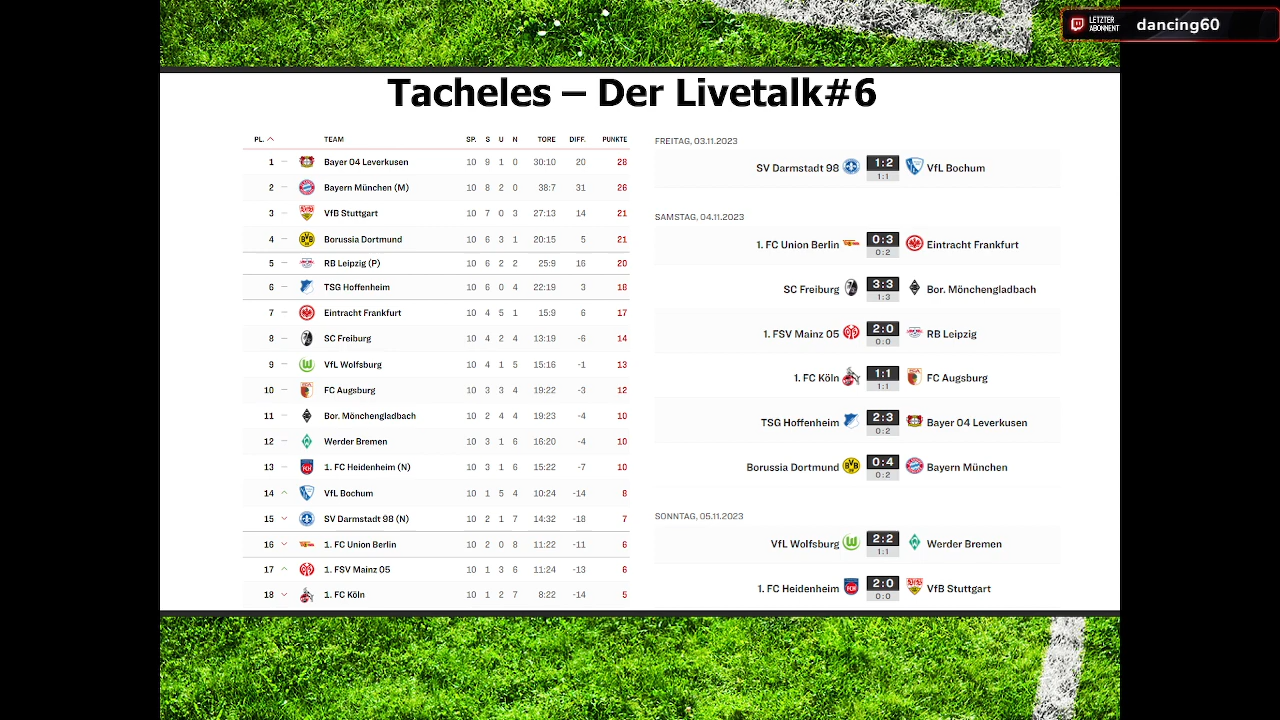 LETZTER
ABONNENT
dancing60
Tacheles – Der Livetalk#6
PL. TEAM SP. S U N TORE DIFF. PUNKTE
1 — Bayer 04 Leverkusen 10 9 1 0 30:10 20 28
2 — Bayern München (M) 10 8 2 0 38:7 31 26
3 — VfB Stuttgart 10 7 0 3 27:13 14 21
4 — Borussia Dortmund 10 6 3 1 20:15 5 21
5 — RB Leipzig (P) 10 6 2 2 25:9 16 20
6 — TSG Hoffenheim 10 6 0 4 22:19 3 18
7 — Eintracht Frankfurt 10 4 5 1 15:9 6 17
8 — SC Freiburg 10 4 2 4 13:19 -6 14
9 — VfL Wolfsburg 10 4 1 5 15:16 -1 13
10 — FC Augsburg 10 3 3 4 19:22 -3 12
11 — Bor. Mönchengladbach 10 2 4 4 19:23 -4 10
12 — Werder Bremen 10 3 1 6 16:20 -4 10
13 — 1. FC Heidenheim (N) 10 3 1 6 15:22 -7 10
14 VfL Bochum 10 1 5 4 10:24 -14 8
15 SV Darmstadt 98 (N) 10 2 1 7 14:32 -18 7
16 1. FC Union Berlin 10 2 0 8 11:22 -11 6
17 1. FSV Mainz 05 10 1 3 6 11:24 -13 6
18 1. FC Köln 10 1 2 7 8:22 -14 5
FREITAG, 03.11.2023
SV Darmstadt 98 1:2 VfL Bochum
1:1
SAMSTAG, 04.11.2023
1. FC Union Berlin 0:3 Eintracht Frankfurt
0:2
SC Freiburg 3:3 Bor. Mönchengladbach
1:3
1. FSV Mainz 05 2:0 RB Leipzig
0:0
1. FC Köln 1:1 FC Augsburg
1:1
TSG Hoffenheim 2:3 Bayer 04 Leverkusen
0:2
Borussia Dortmund 0:4 Bayern München
0:2
SONNTAG, 05.11.2023
VfL Wolfsburg 2:2 Werder Bremen
1:1
1. FC Heidenheim 2:0 VfB Stuttgart
0:0